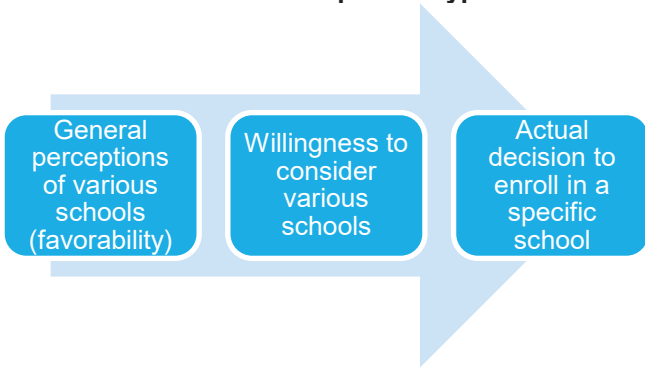 General
perceptions
of various
schools
(favorability)
Willingness to
consider
various
schools
Actual
decision to
enroll in a
specific
school